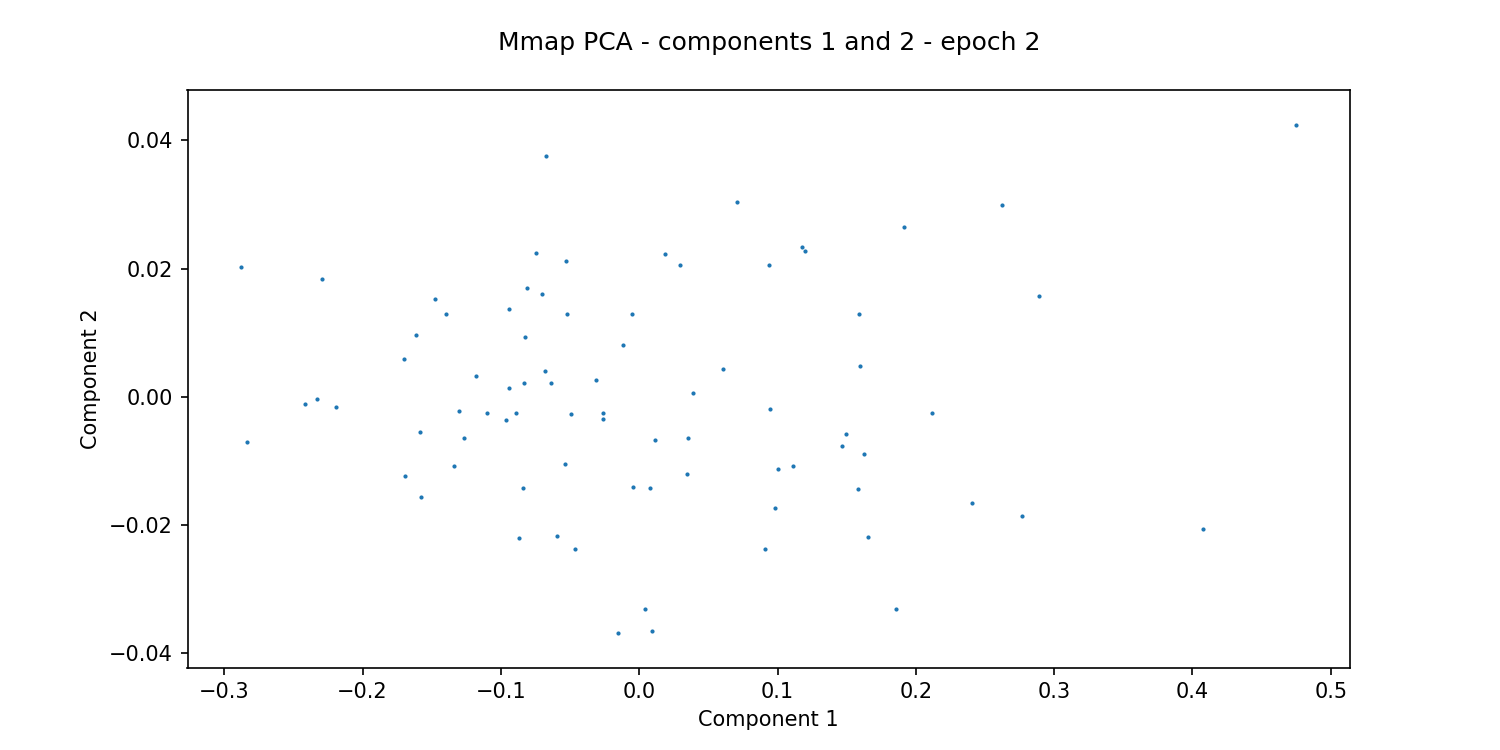 Mmap PCA - components 1 and 2 - epoch 2
0.04
0.02
0.00
−0.02
−0.04
Component 2
−0.3 −0.2 −0.1 0.0 0.1 0.2 0.3 0.4 0.5
Component 1